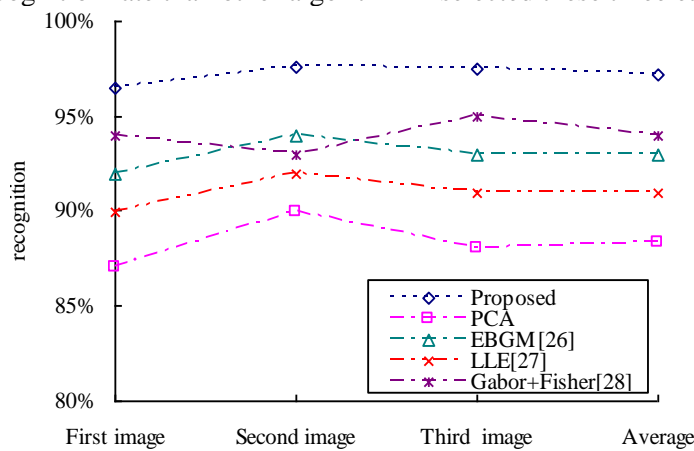 100%
95%
90%
85%
80%
recognition
Proposed
PCA
EBGM[26]
LLE[27]
Gabor+Fisher[28]
First image Second image Third image Average